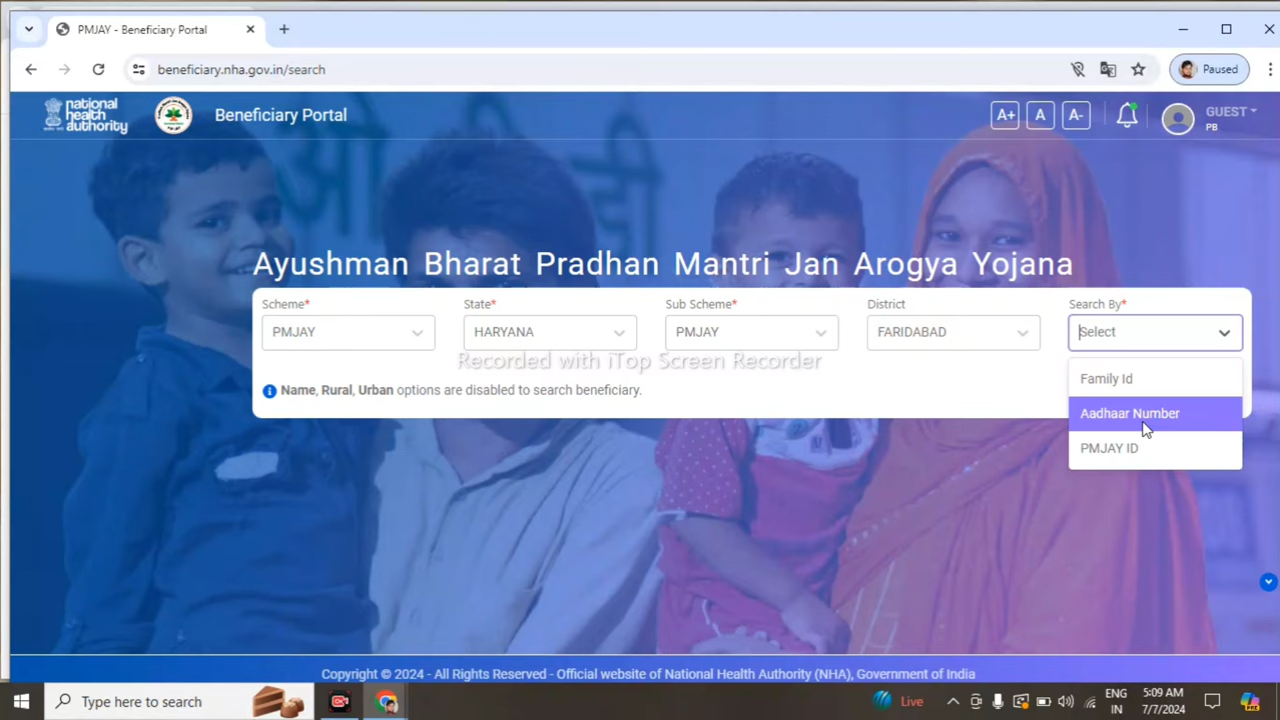 PMJAY - Beneficiary Portal
beneficiary.nha.gov.in/search
Paused
national
health
authority
Beneficiary Portal
A+ A A-
GUEST
PB
Ayushman Bharat Pradhan Mantri Jan Arogya Yojana
Scheme* State* Sub Scheme* District Search By*
PMJAY HARYANA PMJAY FARIDABAD Select
Recorded with iTop Screen Recorder
Name, Rural, Urban options are disabled to search beneficiary.
Family Id
Aadhaar Number
PMJAY ID
Copyright © 2024 - All Rights Reserved - Official website of National Health Authority (NHA), Government of India
Type here to search
Live
ENG
IN
5:09 AM
7/7/2024